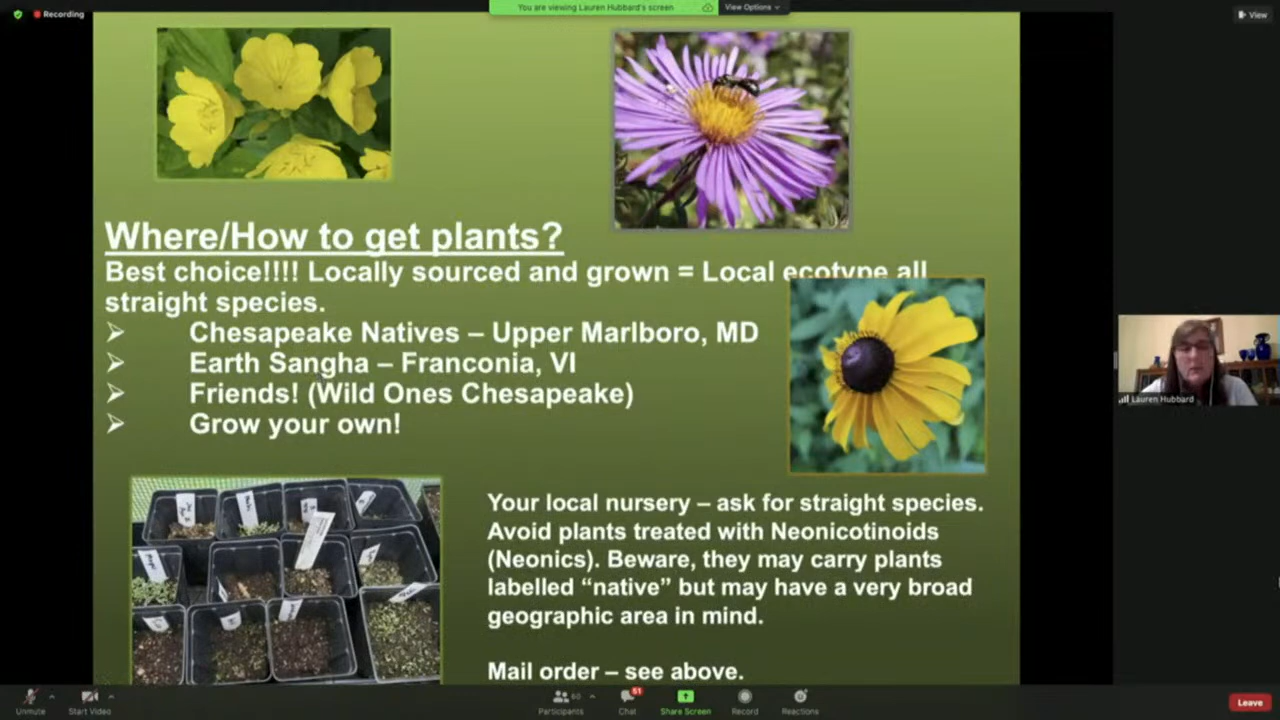 Recording
You are viewing Lauren Hubbard's screen
View Options
View
Where/How to get plants?
Best choice!!!! Locally sourced and grown = Local ecotype all
straight species.
Chesapeake Natives – Upper Marlboro, MD
Earth Sangha – Franconia, VI
Friends! (Wild Ones Chesapeake)
Grow your own!
Lauren Hubbard
Your local nursery – ask for straight species.
Avoid plants treated with Neonicotinoids
(Neonics). Beware, they may carry plants
labelled “native” but may have a very broad
geographic area in mind.
Mail order – see above.
Unmute
Start Video
Participants
60
Chat
51
Share Screen
Record
Reactions
Leave